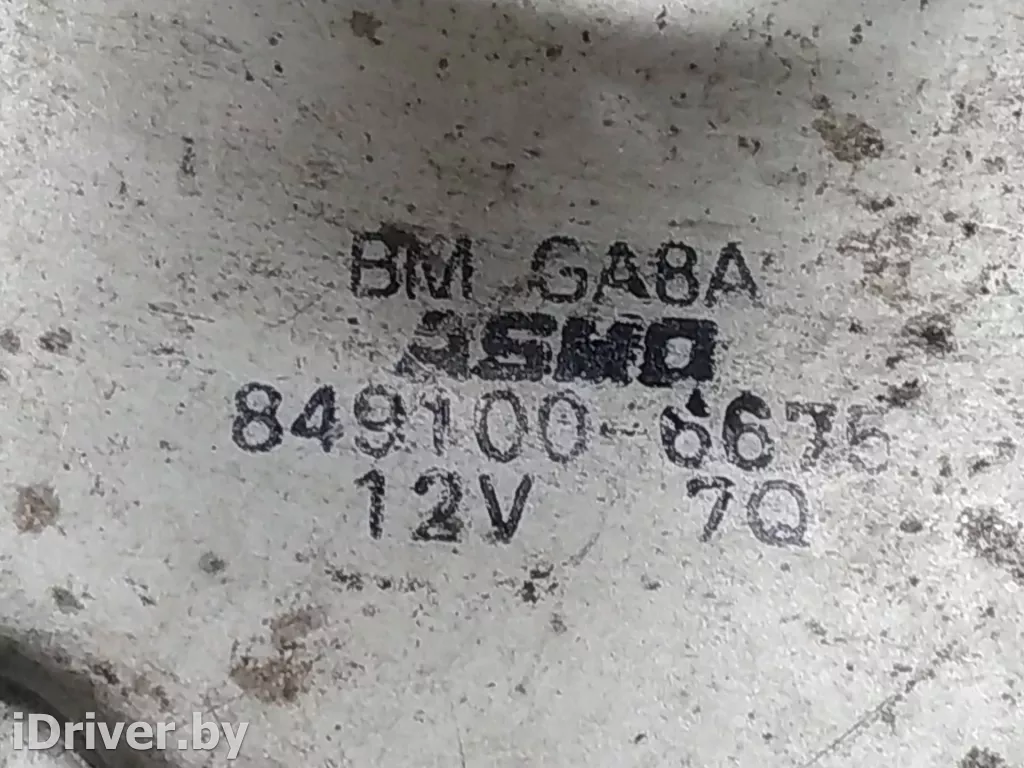 BM GA8A
ASMO
849100-6675
12V 7Q
iDriver.by